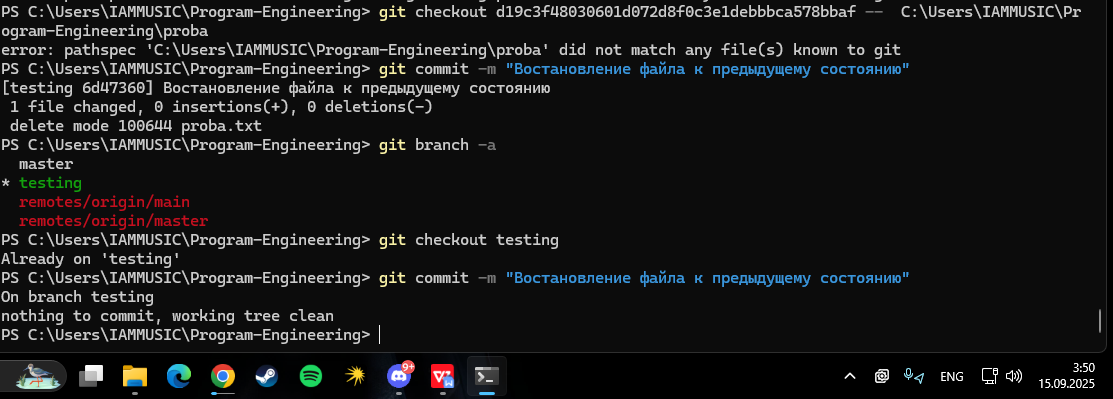 PS C:\Users\IAMMUSIC\Program-Engineering> git checkout d19c3f48030601d072d8f0c3e1debbbca578bbaf --  C:\Users\IAMMUSIC\Pr
ogram-Engineering\proba
error: pathspec 'C:\Users\IAMMUSIC\Program-Engineering\proba' did not match any file(s) known to git
PS C:\Users\IAMMUSIC\Program-Engineering> git commit -m "Востановление файла к предыдущему состоянию"
[testing 6d47360] Востановление файла к предыдущему состоянию
 1 file changed, 0 insertions(+), 0 deletions(-)
 delete mode 100644 proba.txt
PS C:\Users\IAMMUSIC\Program-Engineering> git branch -a
  master
* testing
  remotes/origin/main
  remotes/origin/master
PS C:\Users\IAMMUSIC\Program-Engineering> git checkout testing
Already on 'testing'
PS C:\Users\IAMMUSIC\Program-Engineering> git commit -m "Востановление файла к предыдущему состоянию"
On branch testing
nothing to commit, working tree clean
PS C:\Users\IAMMUSIC\Program-Engineering>
9+
ENG
3:50
15.09.2025